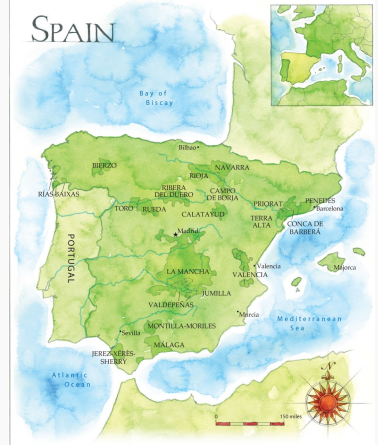 SPAIN
Bay of
Biscay
Bilbao
BIERZO
NAVARRA
RIOJA
RÍAS-BAIXAS
RIBERA
DEL DUERO
CAMPO
DE BORJA
TORO
RUEDA
PRIORAT
PENEDÈS
Barcelona
CALATAYUD
TERRA
ALTA
CONCA DE
BARBERÁ
Madrid
PORTUGAL
Valencia
VALENCIA
Majorca
LA MANCHA
JUMILLA
VALDEPEÑAS
Murcia
Mediterranean
Sea
MONTILLA-MORILES
Sevilla
MÁLAGA
JEREZ-XÉRÈS-
SHERRY
Atlantic
Ocean
N
0
150 miles